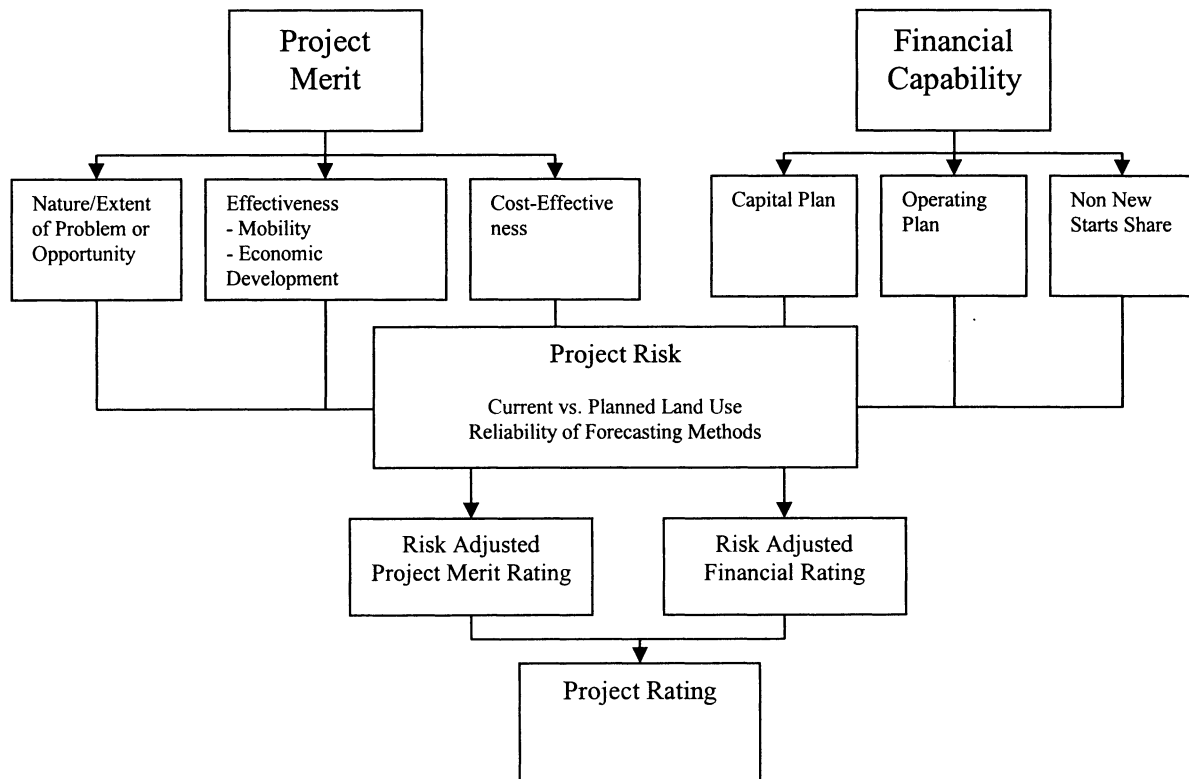 Project
Merit
Financial
Capability
Nature/Extent
of Problem or
Opportunity
Effectiveness
- Mobility
- Economic
Development
Cost-Effective
ness
Capital Plan
Operating
Plan
Non New
Starts Share
Project Risk
Current vs. Planned Land Use
Reliability of Forecasting Methods
Risk Adjusted
Project Merit Rating
Risk Adjusted
Financial Rating
Project Rating